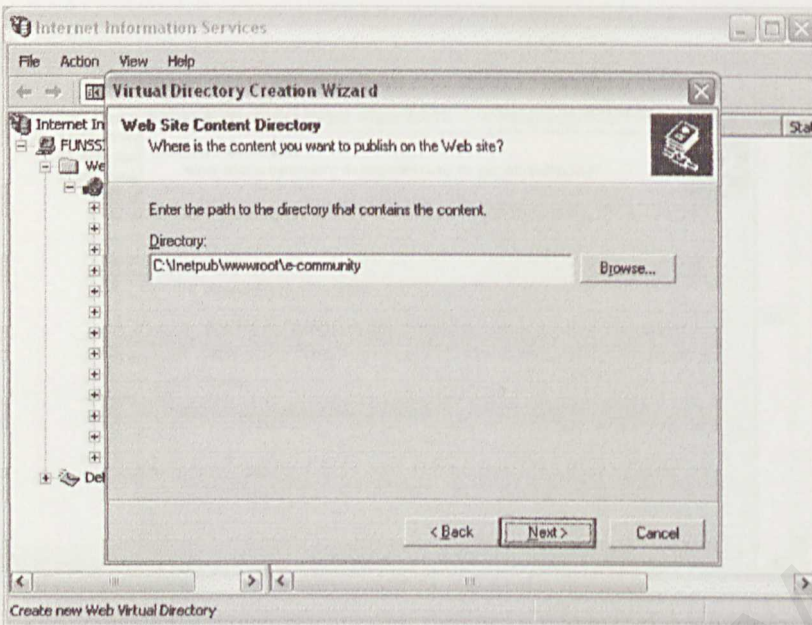 Internet Information Services
File Action View Help
Virtual Directory Creation Wizard
Internet In
Web Site Content Directory
Where is the content you want to publish on the Web site?
FUNSS
We
Enter the path to the directory that contains the content.
Directory:
C:\Inetpub\wwwroot\e-community
Browse...
Del
< Back
Next >
Cancel
Create new Web Virtual Directory